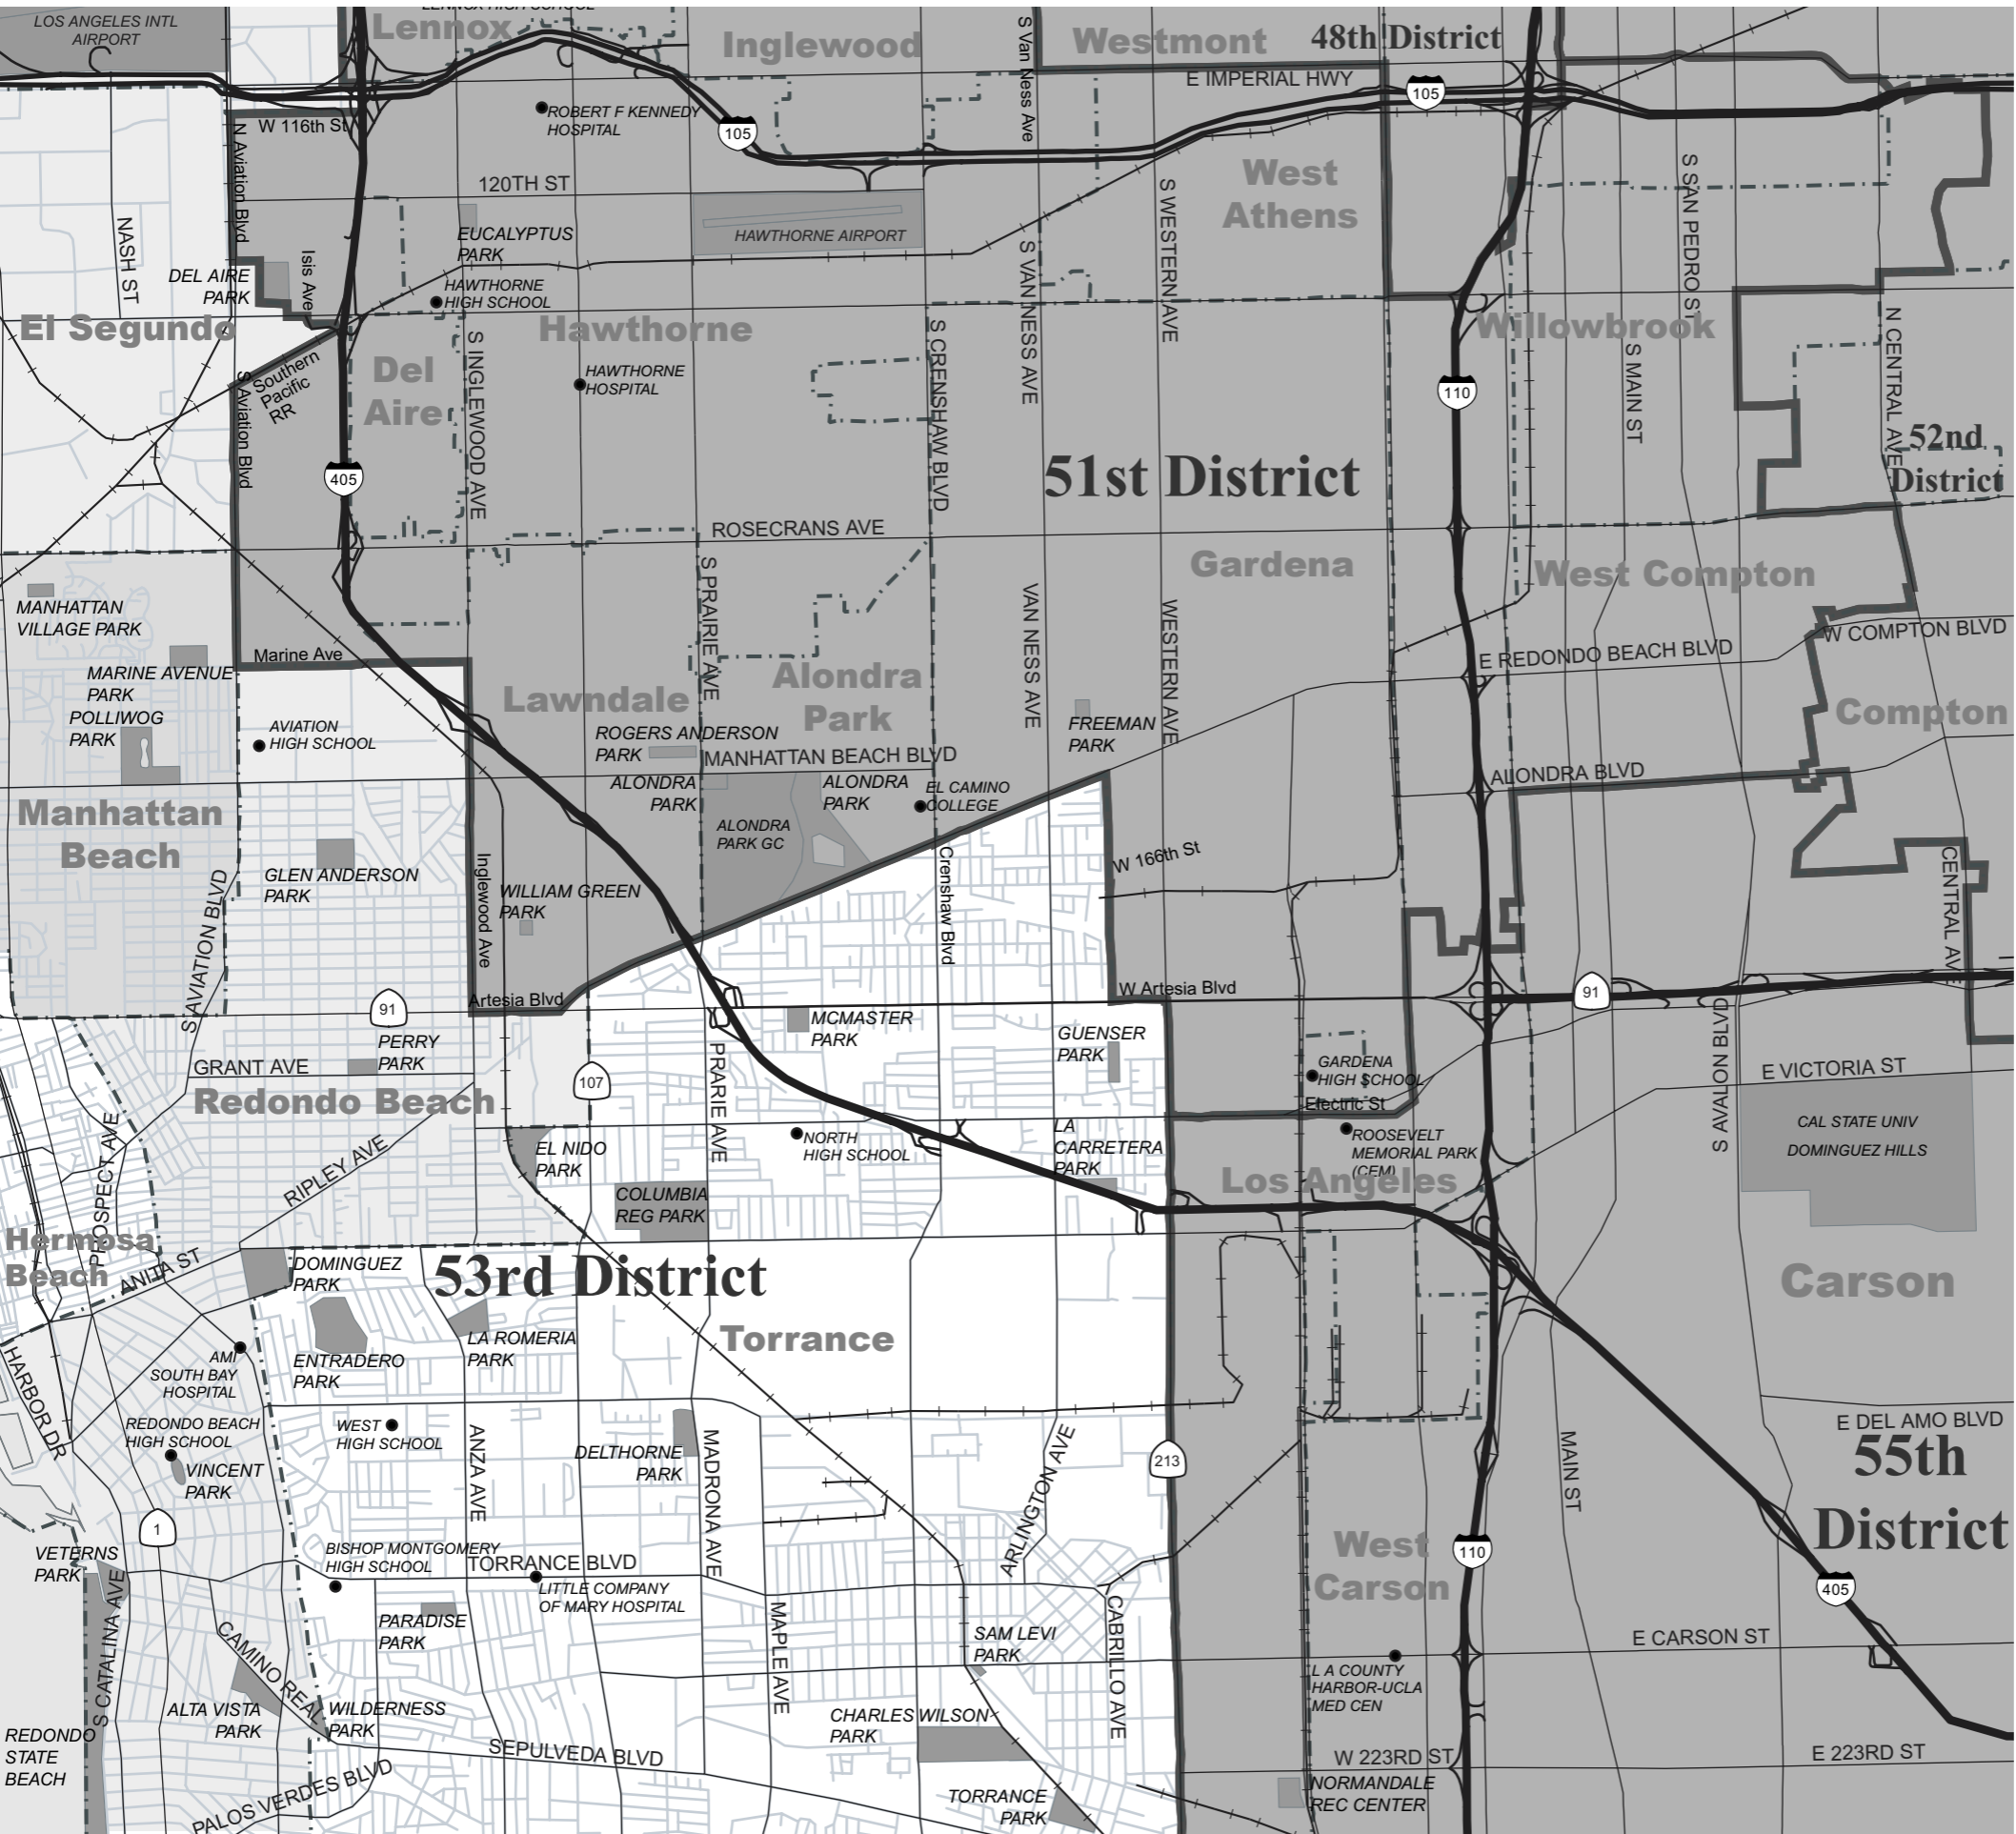 LENNOX HIGH SCHOOL
LOS ANGELES INTL
AIRPORT
Lennox
Inglewood
S Van Ness Ave
Westmont
48th District
E IMPERIAL HWY
105
ROBERT F KENNEDY
HOSPITAL
105
W 116th St
N Aviation Blvd
120TH ST
West
Athens
S WESTERN AVE
S SAN PEDRO ST
NASH ST
EUCALYPTUS
PARK
HAWTHORNE AIRPORT
S VAN NESS AVE
Isis Ave
DEL AIRE
PARK
HAWTHORNE
HIGH SCHOOL
El Segundo
Hawthorne
Willowbrook
S INGLEWOOD AVE
S CRENSHAW BLVD
S MAIN ST
N CENTRAL AVE
Del
Aire
Southern
Pacific
RR
S Aviation Blvd
HAWTHORNE
HOSPITAL
110
52nd
District
405
51st District
ROSECRANS AVE
Gardena
West Compton
S PRAIRIE AVE
VAN NESS AVE
WESTERN AVE
MANHATTAN
VILLAGE PARK
W COMPTON BLVD
E REDONDO BEACH BLVD
Marine Ave
MARINE AVENUE
PARK
POLLIWOG
PARK
Lawndale
Alondra
Park
Compton
AVIATION
HIGH SCHOOL
ROGERS ANDERSON
PARK
FREEMAN
PARK
MANHATTAN BEACH BLVD
ALONDRA BLVD
ALONDRA
PARK
ALONDRA
PARK
EL CAMINO
COLLEGE
Manhattan
Beach
ALONDRA
PARK GC
W 166th St
GLEN ANDERSON
PARK
Inglewood Ave
WILLIAM GREEN
PARK
Crenshaw Blvd
CENTRAL AV
S AVIATION BLVD
Artesia Blvd
W Artesia Blvd
91
91
MCMASTER
PARK
GUENSER
PARK
S AVALON BLVD
PERRY
PARK
GRANT AVE
PRARIE AVE
107
GARDENA
HIGH SCHOOL
E VICTORIA ST
Redondo Beach
Electric St
CAL STATE UNIV
DOMINGUEZ HILLS
PROSPECT AVE
RIPLEY AVE
EL NIDO
PARK
NORTH
HIGH SCHOOL
LA
CARRETERA
PARK
ROOSEVELT
MEMORIAL PARK
(CEM)
Los Angeles
COLUMBIA
REG PARK
Hermosa
Beach
ANITA ST
DOMINGUEZ
PARK
53rd District
Carson
LA ROMERIA
PARK
Torrance
ENTRADERO
PARK
HARBOR DR
AMI
SOUTH BAY
HOSPITAL
REDONDO BEACH
HIGH SCHOOL
WEST
HIGH SCHOOL
ANZA AVE
DELTHORNE
PARK
MADRONA AVE
ARLINGTON AVE
213
MAIN ST
E DEL AMO BLVD
55th
District
VINCENT
PARK
1
West
Carson
110
VETERNS
PARK
BISHOP MONTGOMERY
HIGH SCHOOL
TORRANCE BLVD
LITTLE COMPANY
OF MARY HOSPITAL
405
S CATALINA AVE
CAMINO REAL
PARADISE
PARK
MAPLE AVE
SAM LEVI
PARK
CABRILLO AVE
E CARSON ST
L A COUNTY
HARBOR-UCLA
MED CEN
ALTA VISTA
PARK
WILDERNESS
PARK
CHARLES WILSON
PARK
REDONDO
STATE
BEACH
SEPULVEDA BLVD
W 223RD ST
E 223RD ST
PALOS VERDES BLVD
TORRANCE
PARK
NORMANDALE
REC CENTER